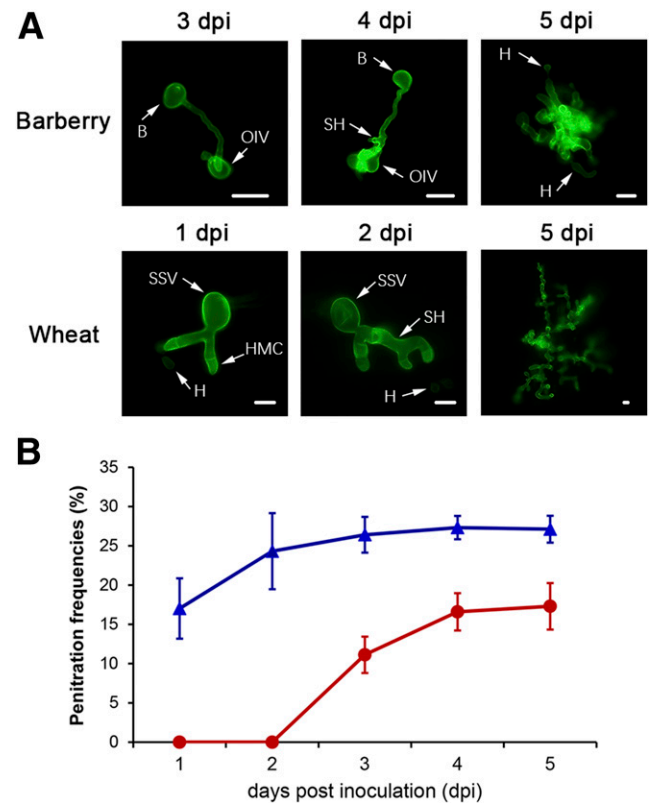 A
3 dpi 4 dpi 5 dpi
Barberry
B
OIV
B
SH
OIV
H
H
1 dpi 2 dpi 5 dpi
Wheat
SSV
HMC
H
SSV
SH
H
B
Penitration frequencies (%)
35
30
25
20
15
10
5
0
1 2 3 4 5
days post inoculation (dpi)